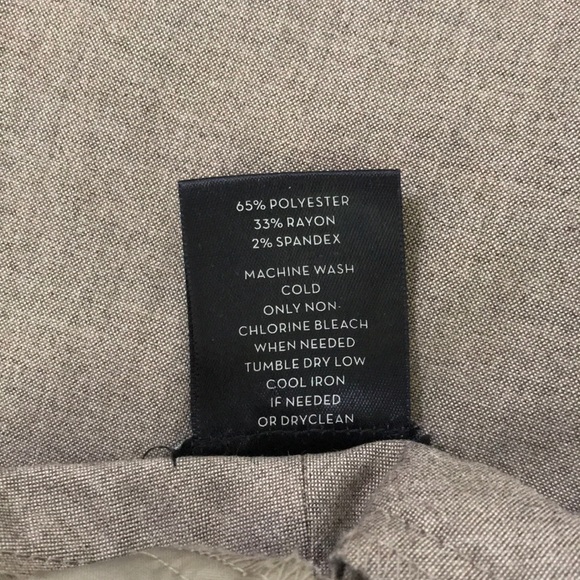 65% POLYESTER
33% RAYON
2% SPANDEX
MACHINE WASH
COLD
ONLY NON-
CHLORINE BLEACH
WHEN NEEDED
TUMBLE DRY LOW
COOL IRON
IF NEEDED
OR DRYCLEAN